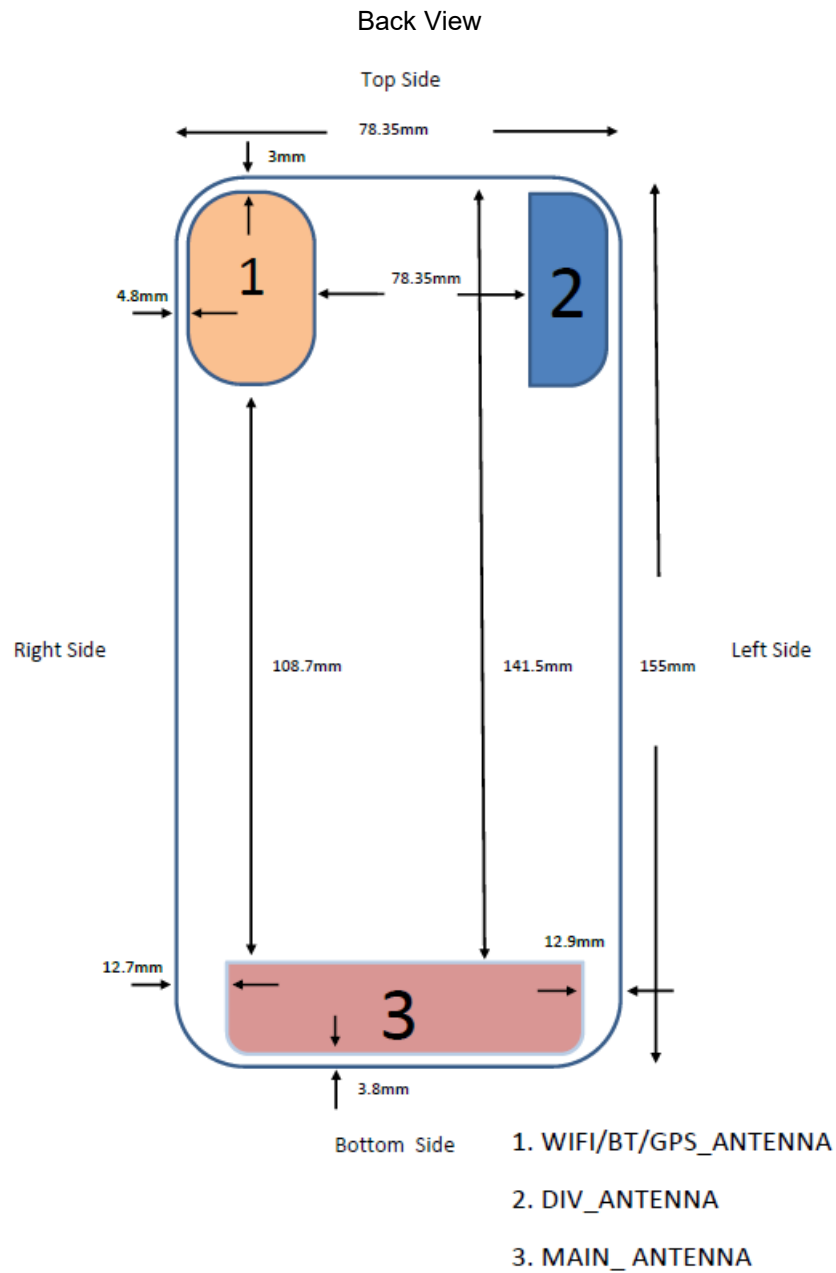 Back View
Top Side
78.35mm
3mm
1
2
78.35mm
4.8mm
Right Side
Left Side
108.7mm
141.5mm
155mm
12.9mm
12.7mm
3
3.8mm
Bottom Side
1. WIFI/BT/GPS_ANTENNA
2. DIV_ANTENNA
3. MAIN_ ANTENNA